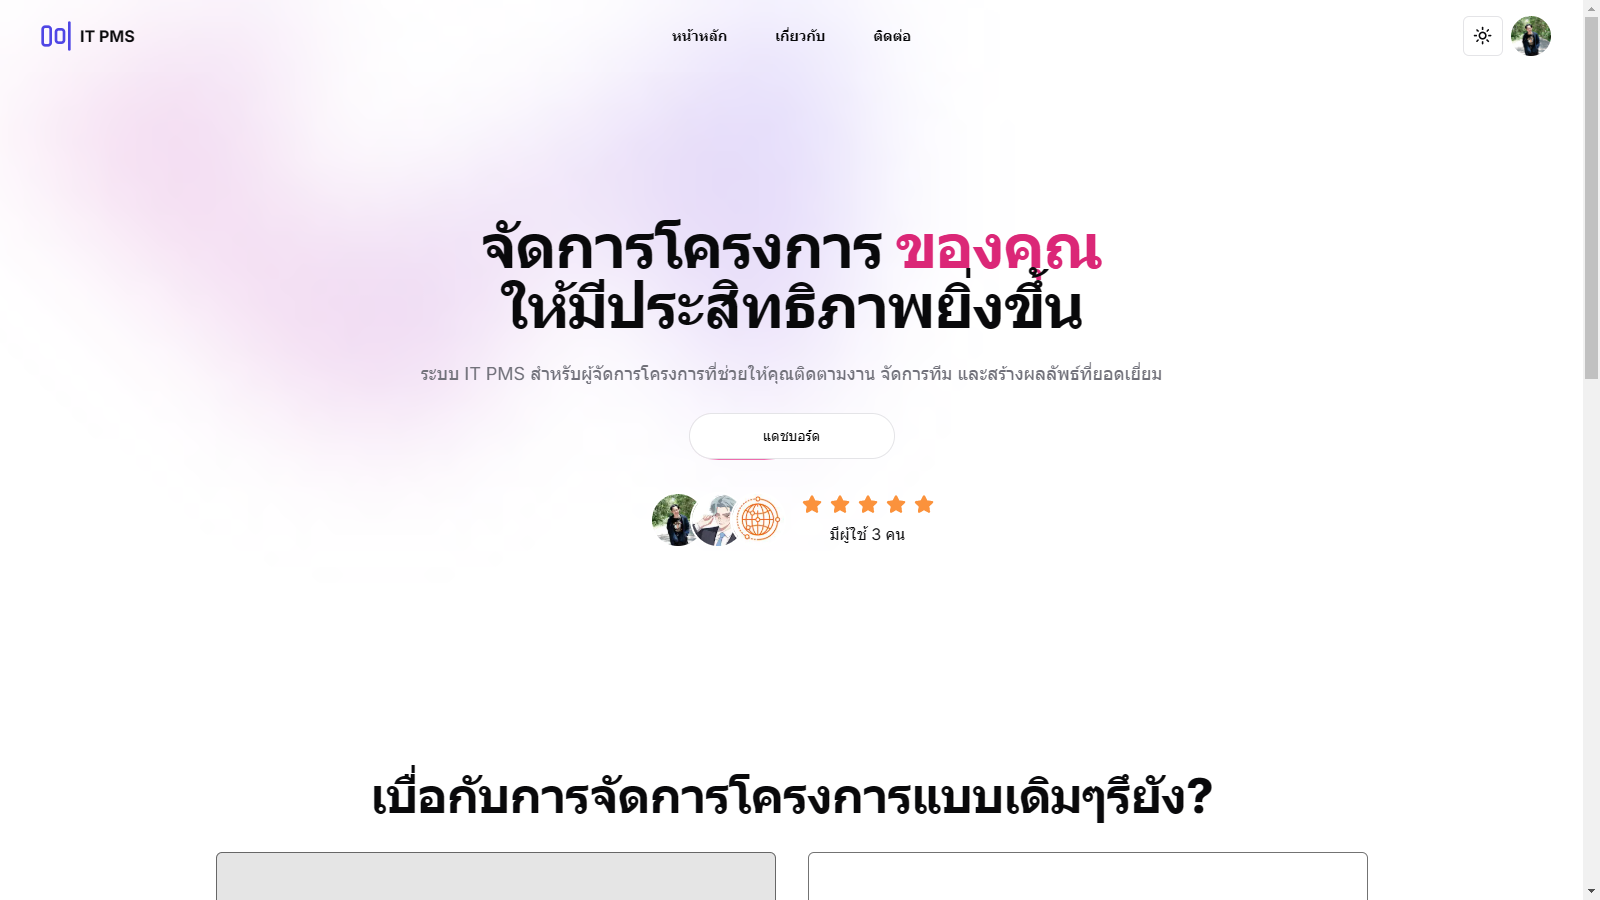 IT PMS
หน้าหลัก
เกี่ยวกับ
ติดต่อ
จัดการโครงการ ของคุณ
ให้มีประสิทธิภาพยิ่งขึ้น
ระบบ IT PMS สำหรับผู้จัดการโครงการที่ช่วยให้คุณติดตามงาน จัดการทีม และสร้างผลลัพธ์ที่ยอดเยี่ยม
แดชบอร์ด
มีผู้ใช้ 3 คน
เบื่อกับการจัดการโครงการแบบเดิมๆรึยัง?